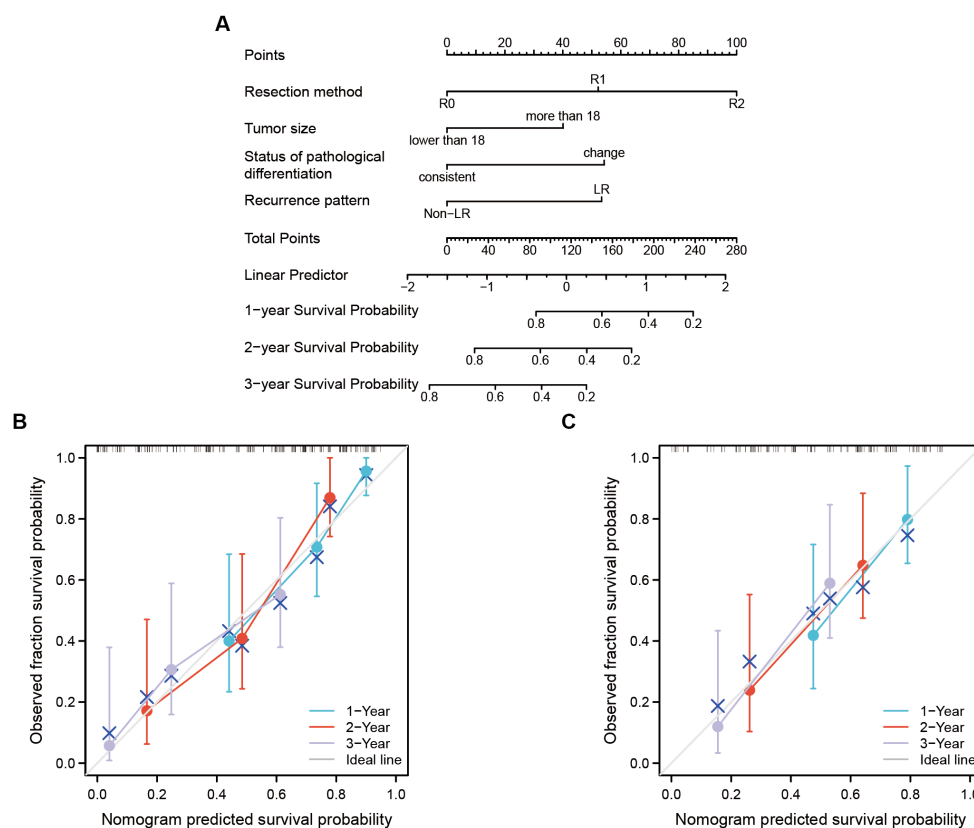 A
Points
0 20 40 60 80 100
Resection method
R0 R1 R2
Tumor size
lower than 18 more than 18
Status of pathological
differentiation
consistent change
Recurrence pattern
Non−LR LR
Total Points
0 40 80 120 160 200 240 280
Linear Predictor
−2 −1 0 1 2
1−year Survival Probability
0.8 0.6 0.4 0.2
2−year Survival Probability
0.8 0.6 0.4 0.2
3−year Survival Probability
0.8 0.6 0.4 0.2
B
Observed fraction survival probability
1.0
0.8
0.6
0.4
0.2
0.0
0.0 0.2 0.4 0.6 0.8 1.0
Nomogram predicted survival probability
1−Year
2−Year
3−Year
Ideal line
C
Observed fraction survival probability
1.0
0.8
0.6
0.4
0.2
0.0
0.0 0.2 0.4 0.6 0.8 1.0
Nomogram predicted survival probability
1−Year
2−Year
3−Year
Ideal line